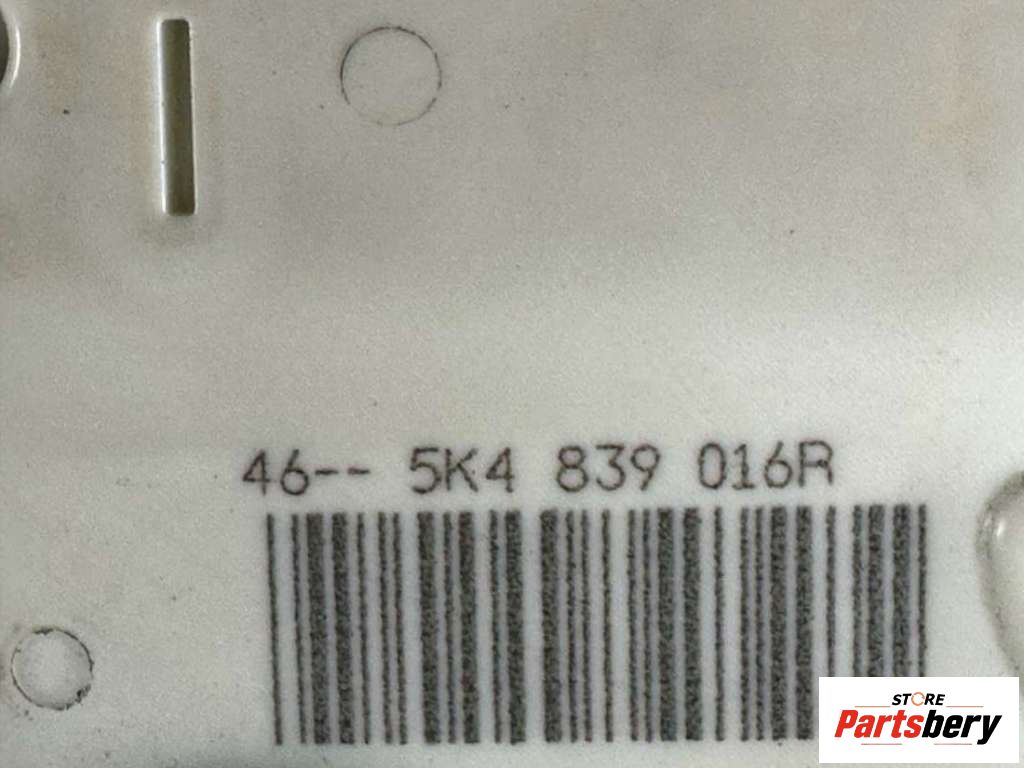 46-- 5K4 839 016R
STORE
Partsbery